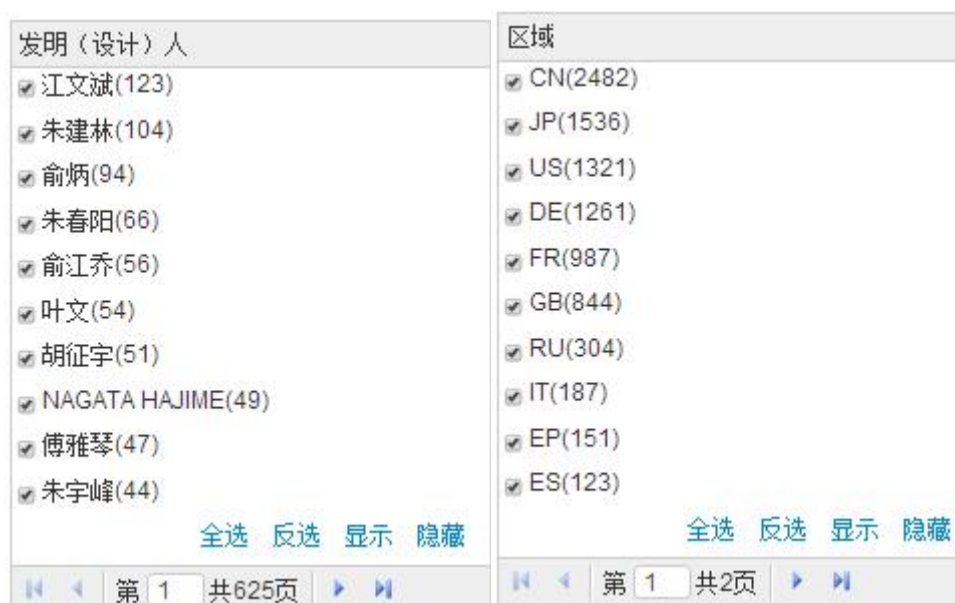 发明（设计）人
江文斌(123)
朱建林(104)
俞炳(94)
朱春阳(66)
俞江乔(56)
叶文(54)
胡征宇(51)
NAGATA HAJIME(49)
傅雅琴(47)
朱宇峰(44)
全选 反选 显示 隐藏
第 1 共625页
区域
CN(2482)
JP(1536)
US(1321)
DE(1261)
FR(987)
GB(844)
RU(304)
IT(187)
EP(151)
ES(123)
全选 反选 显示 隐藏
第 1 共2页